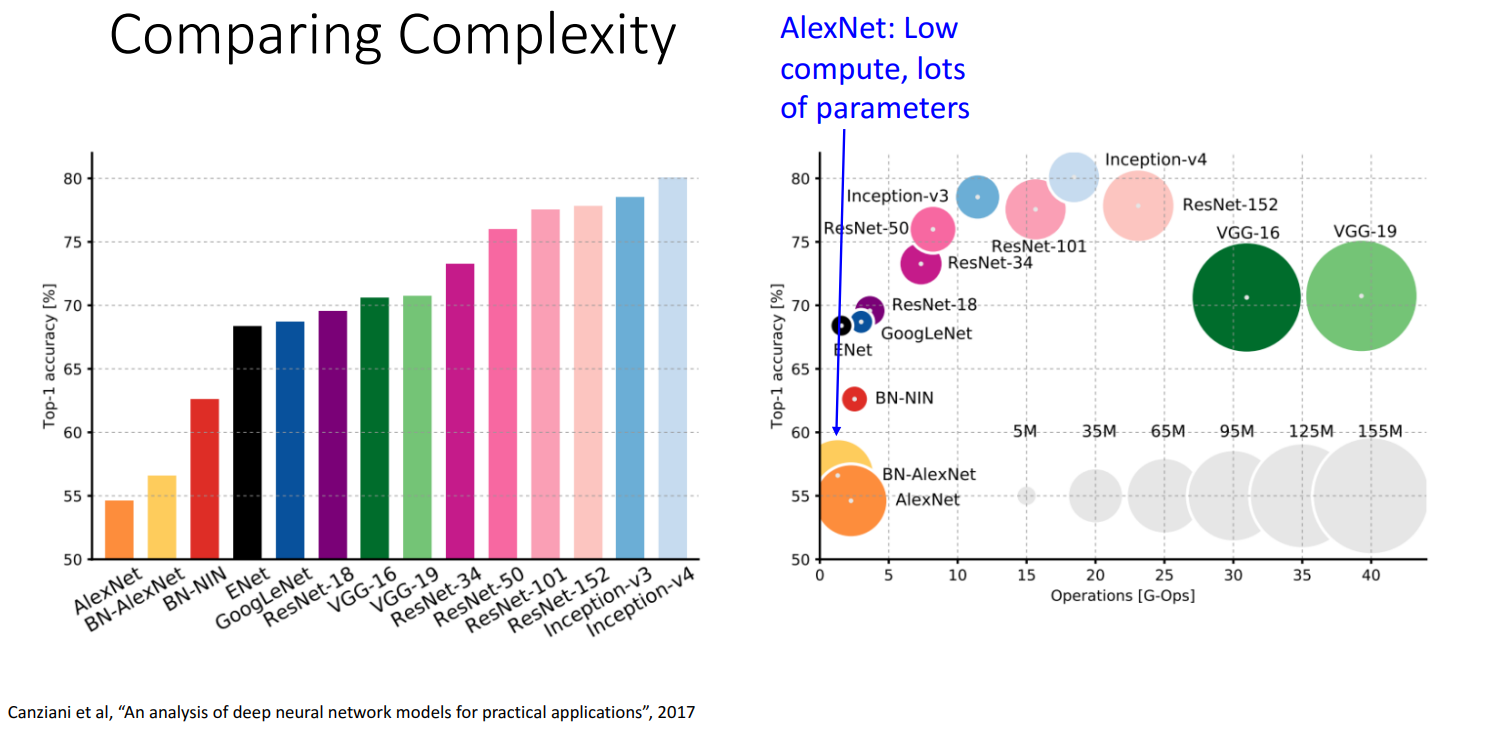 Comparing Complexity
AlexNet: Low
compute, lots
of parameters
80
75
70
65
60
55
50
Top-1 accuracy [%]
AlexNet
BN-AlexNet
BN-NIN
ENet
GoogLeNet
ResNet-18
VGG-16
VGG-19
ResNet-34
ResNet-50
ResNet-101
ResNet-152
Inception-v3
Inception-v4
80
75
70
65
60
55
50
Top-1 accuracy [%]
Inception-v4
Inception-v3
ResNet-152
ResNet-50
VGG-16
VGG-19
ResNet-101
ResNet-34
ResNet-18
GoogLeNet
ENet
BN-NIN
5M 35M 65M 95M 125M 155M
BN-AlexNet
AlexNet
0 5 10 15 20 25 30 35 40
Operations [G-Ops]
Canziani et al, “An analysis of deep neural network models for practical applications”, 2017